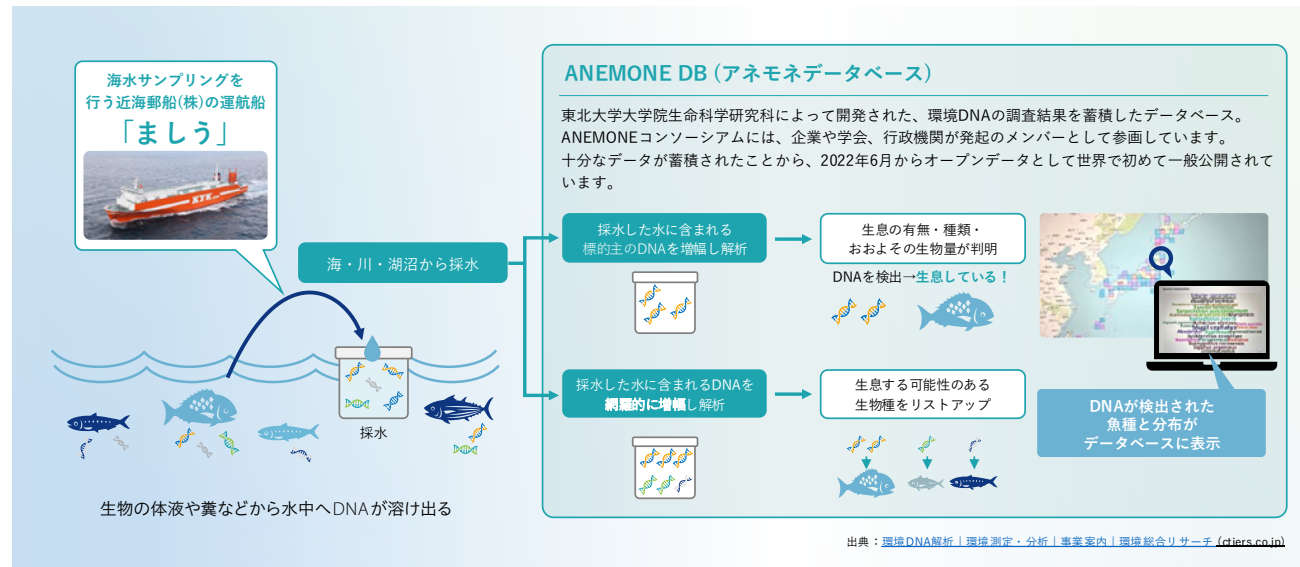 海水サンプリングを
行う近海郵船(株)の運航船
「ましう」
KYK
海・川・湖沼から採水
採水
生物の体液や糞などから水中へDNAが溶け出る
ANEMONE DB (アネモネデータベース)
東北大学大学院生命科学研究科によって開発された、環境DNAの調査結果を蓄積したデータベース。
ANEMONEコンソーシアムには、企業や学会、行政機関が発起のメンバーとして参画しています。
十分なデータが蓄積されたことから、2022年6月からオープンデータとして世界で初めて一般公開されて
います。
採水した水に含まれる
標的主のDNAを増幅し解析
生息の有無・種類・
おおよその生物量が判明
DNAを検出→生息している！
採水した水に含まれるDNAを
網羅的に増幅し解析
生息する可能性のある
生物種をリストアップ
DNAが検出された
魚種と分布が
データベースに表示
出典：環境DNA解析｜環境測定・分析｜事業案内｜環境総合リサーチ (ctiers.co.jp)